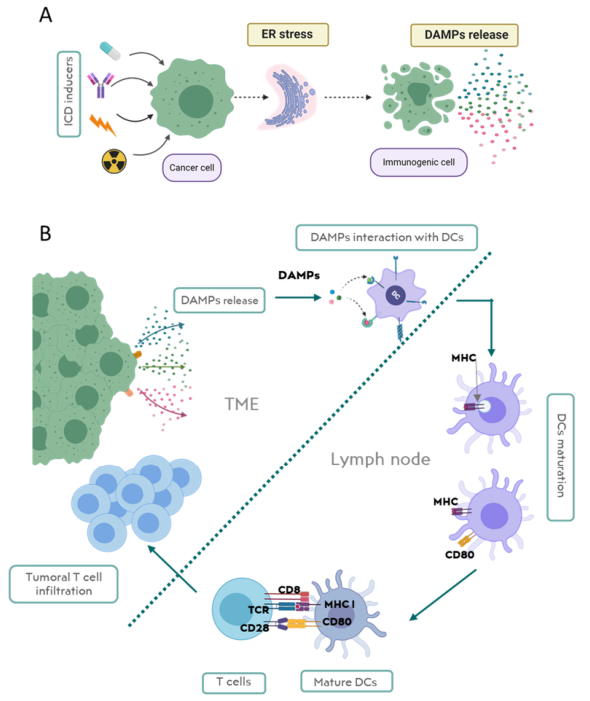 A
ER stress
DAMPs release
ICD inducers
Cancer cell
Immunogenic cell
B
DAMPs interaction with DCs
DAMPs
DAMPs release
DC
MHC
TME
DCs maturation
Lymph node
MHC
CD80
Tumoral T cell
infiltration
CD8
TCR
MHC I
CD28
CD80
T cells
Mature DCs